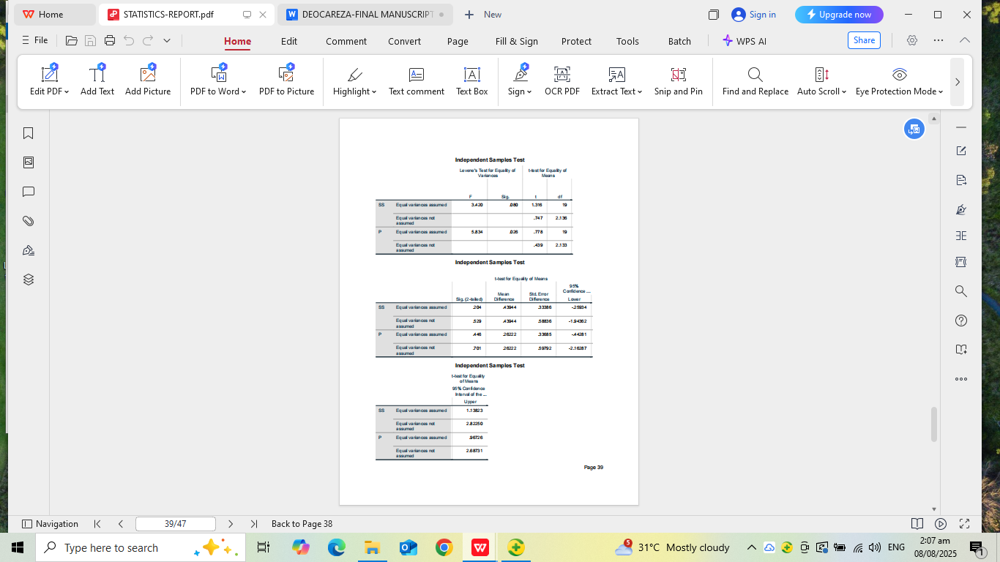 Home
STATISTICS-REPORT.pdf
DEOCAREZA-FINAL MANUSCRIPT
New
Sign in
Upgrade now
File
Home Edit Comment Convert Page Fill & Sign Protect Tools Batch WPS AI
Share
Edit PDF Add Text Add Picture PDF to Word PDF to Picture Highlight Text comment Text Box Sign OCR PDF Extract Text Snip and Pin Find and Replace Auto Scroll Eye Protection Mode
Independent Samples Test
Levene's Test for Equality of Variances
t-test for Equality of Means
F Sig. t df
SS Equal variances assumed 3.420 .080 1.316 19
Equal variances not assumed .747 2.136
P Equal variances assumed 5.834 .026 .778 19
Equal variances not assumed .439 2.133
Independent Samples Test
t-test for Equality of Means
95% Confidence ...
Sig. (2-tailed) Mean Difference Std. Error Difference Lower
SS Equal variances assumed .204 .43944 .33386 -.25934
Equal variances not assumed .529 .43944 .58836 -1.94362
P Equal variances assumed .446 .26222 .33685 -.44281
Equal variances not assumed .701 .26222 .59792 -2.16287
Independent Samples Test
t-test for Equality of Means
95% Confidence Interval of the ...
Upper
SS Equal variances assumed 1.13823
Equal variances not assumed 2.82250
P Equal variances assumed .96726
Equal variances not assumed 2.68731
Page 39
Navigation
39/47
Back to Page 38
Type here to search
5
31°C Mostly cloudy
ENG
2:07 am
08/08/2025
1